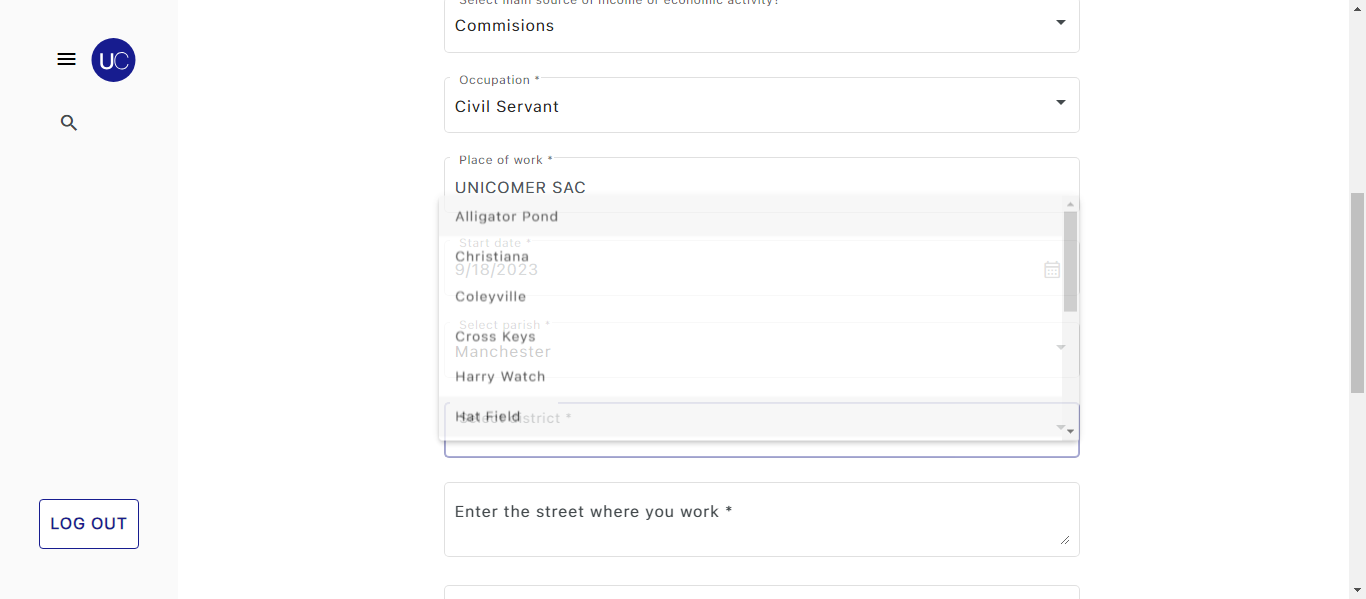 Select main source of income or economic activity?
Commisions
UC
Occupation *
Civil Servant
Place of work *
UNICOMER SAC
Alligator Pond
Start date *
Christiana
9/18/2023
Coleyville
Select parish *
Cross Keys
Manchester
Harry Watch
Hat Field
Select district *
LOG OUT
Enter the street where you work *